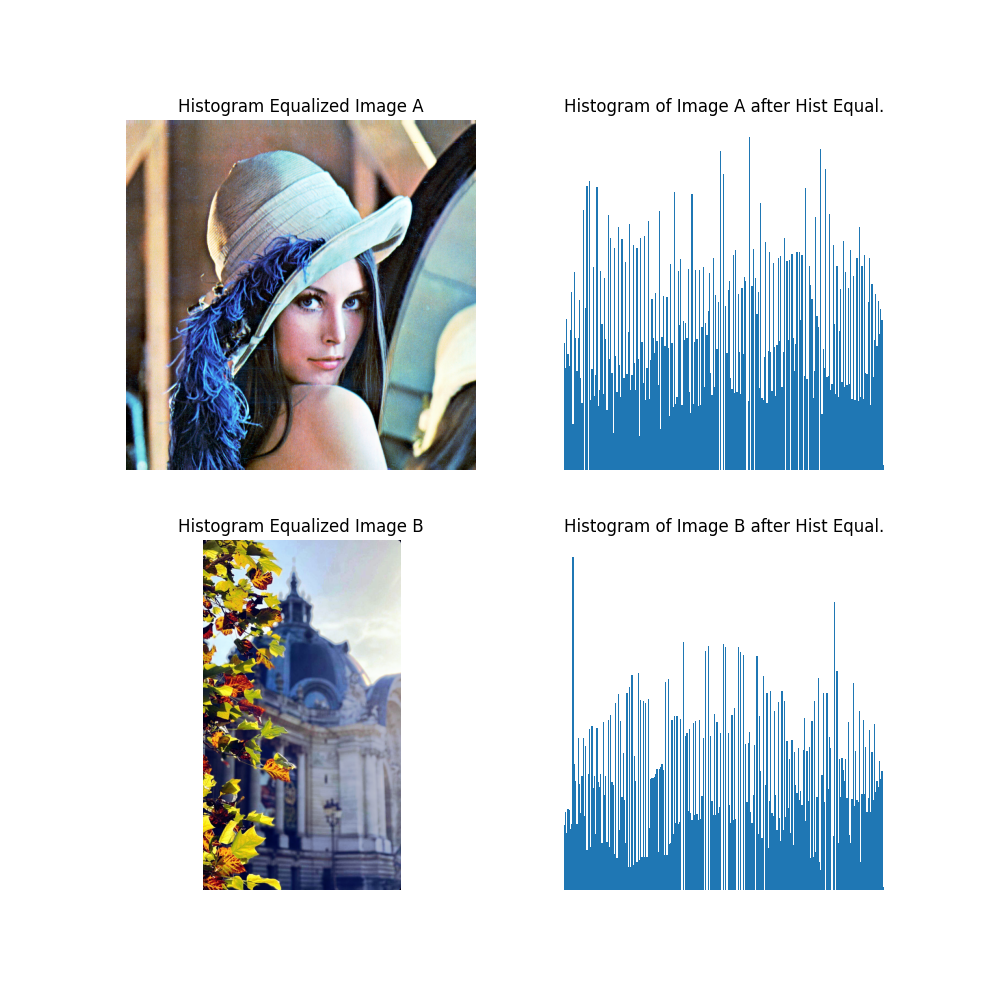 Histogram Equalized Image A
Histogram of Image A after Hist Equal.
Histogram Equalized Image B
Histogram of Image B after Hist Equal.